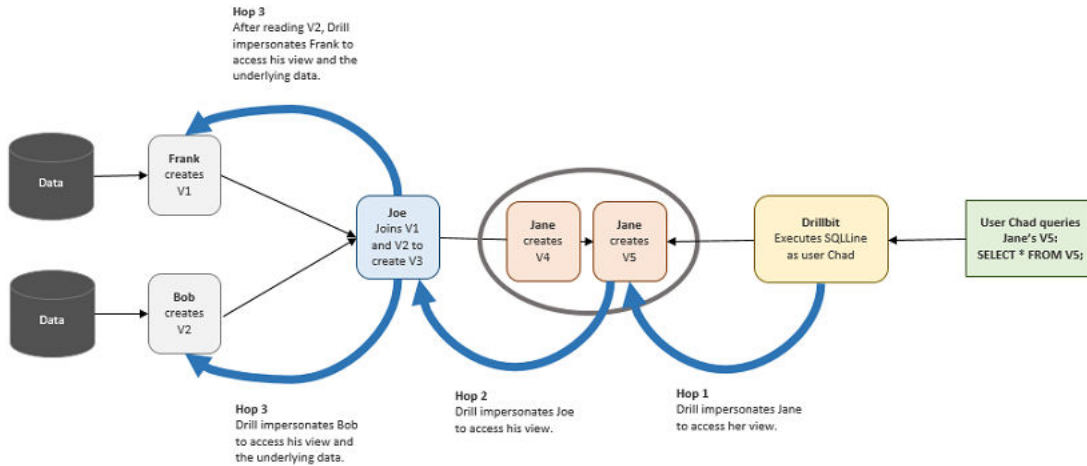 Hop 3
After reading V2, Drill
impersonates Frank to
access his view and the
underlying data.
Data
Frank
creates
V1
Joe
Joins V1
and V2 to
create V3
Jane
creates
V4
Jane
creates
V5
Drillbit
Executes SQLLine
as user Chad
User Chad queries
Jane's V5:
SELECT * FROM V5;
Data
Bob
creates
V2
Hop 3
Drill impersonates Bob
to access his view and
the underlying data.
Hop 2
Drill impersonates Joe
to access his view.
Hop 1
Drill impersonates Jane
to access her view.